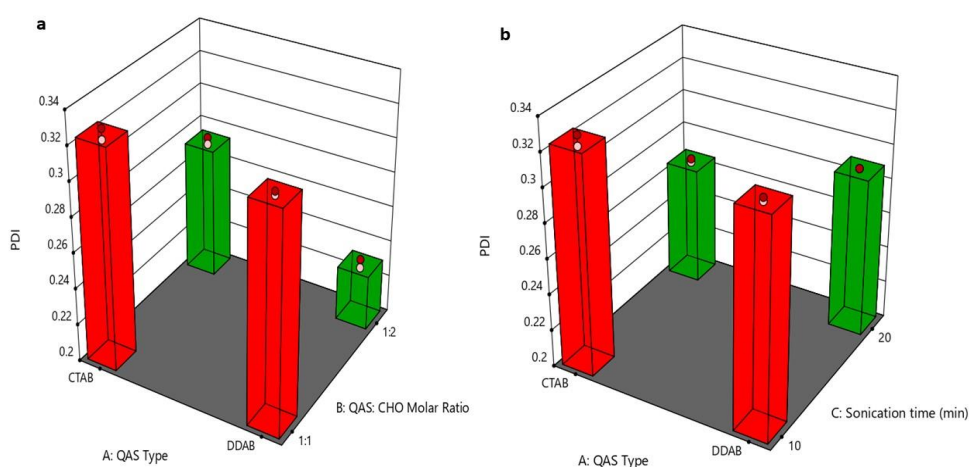 a
0.34
0.32
0.3
0.28
0.26
0.24
0.22
0.2
PDI
CTAB
DDAB
A: QAS Type
1:1
1:2
B: QAS: CHO Molar Ratio
b
0.34
0.32
0.3
0.28
0.26
0.24
0.22
0.2
PDI
CTAB
DDAB
A: QAS Type
10
20
C: Sonication time (min)